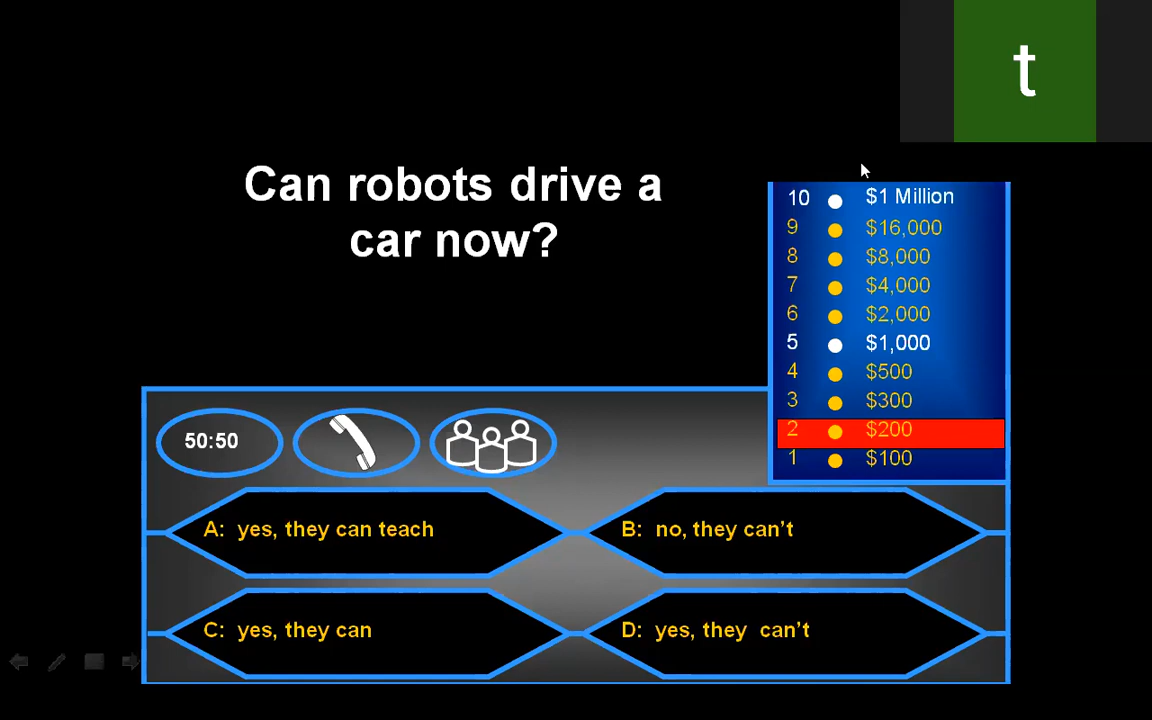 t
Can robots drive a
car now?
10 $1 Million
9 $16,000
8 $8,000
7 $4,000
6 $2,000
5 $1,000
4 $500
3 $300
2 $200
1 $100
50:50
A: yes, they can teach
B: no, they can’t
C: yes, they can
D: yes, they can’t